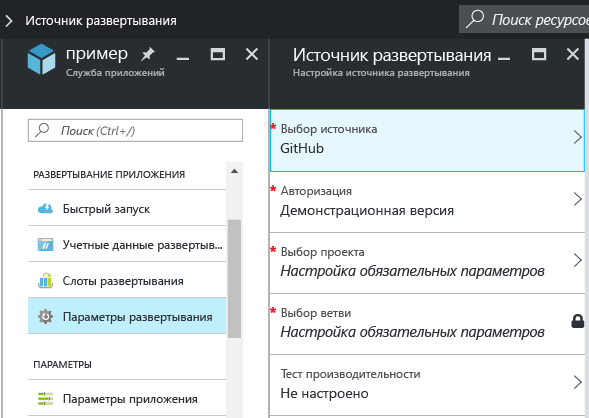 Источник развертывания
Поиск ресурсов
пример
Служба приложений
Поиск (Ctrl+/)
РАЗВЕРТЫВАНИЕ ПРИЛОЖЕНИЯ
Быстрый запуск
Учетные данные развертыв...
Слоты развертывания
Параметры развертывания
ПАРАМЕТРЫ
Параметры приложения
Источник развертывания
Настройка источника развертывания
* Выбор источника
GitHub
* Авторизация
Демонстрационная версия
* Выбор проекта
Настройка обязательных параметров
* Выбор ветви
Настройка обязательных параметров
Тест производительности
Не настроено